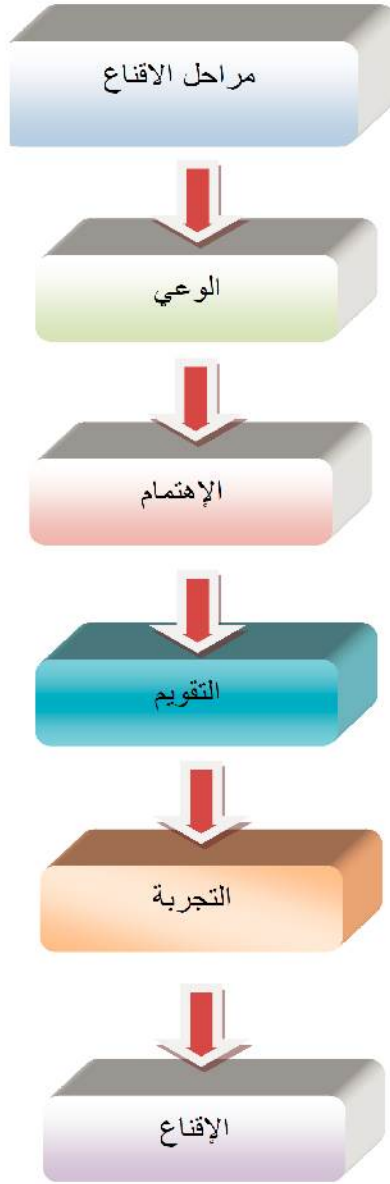 مراحل الاقناع
الوعي
الإهتمام
التقويم
التجربة
الإقناع